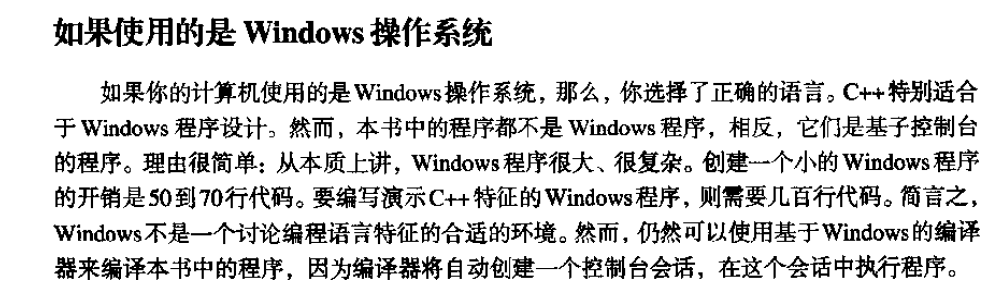 如果使用的是 Windows 操作系统
如果你的计算机使用的是Windows操作系统，那么，你选择了正确的语言。C++特别适合
于 Windows 程序设计。然而，本书中的程序都不是 Windows 程序，相反，它们是基于控制台
的程序。理由很简单：从本质上讲，Windows程序很大、很复杂。创建一个小的Windows程序
的开销是50到70行代码。要编写演示C++特征的Windows程序，则需要几百行代码。简言之，
Windows不是一个讨论编程语言特征的合适的环境。然而，仍然可以使用基于Windows的编译
器来编译本书中的程序，因为编译器将自动创建一个控制台会话，在这个会话中执行程序。